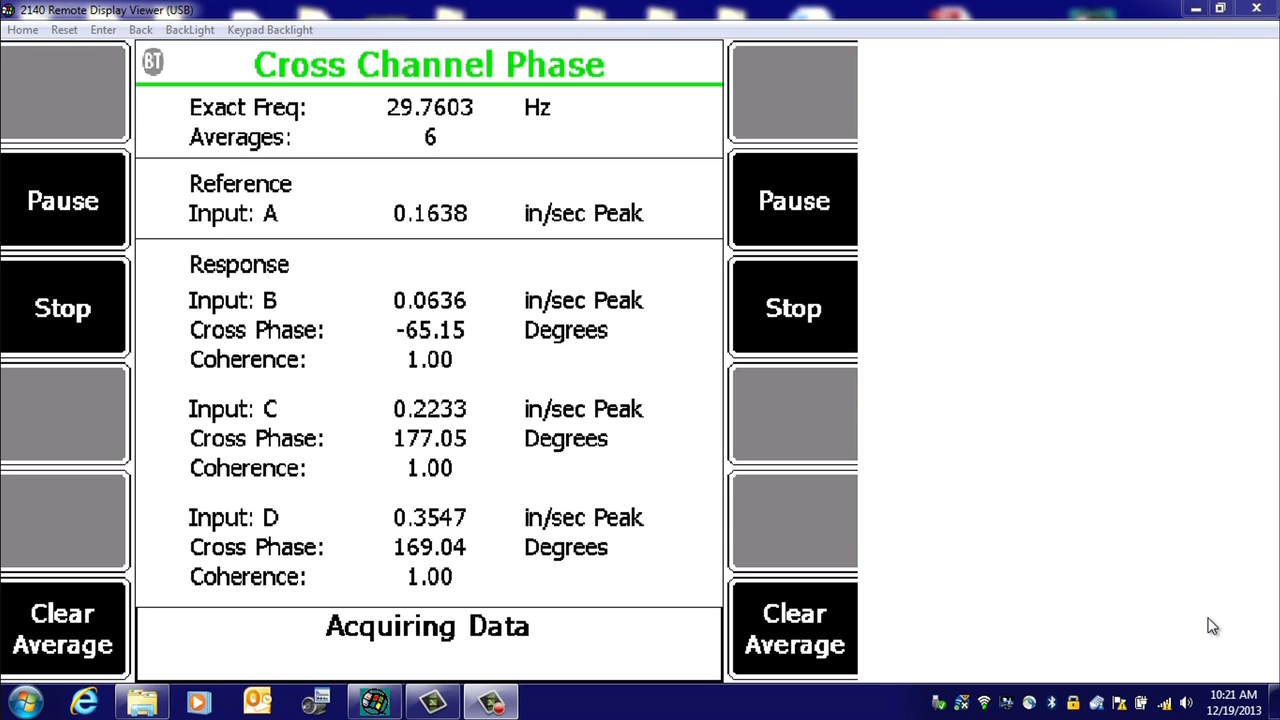 2140 Remote Display Viewer (USB)
Home Reset Enter Back BackLight Keypad Backlight
BT
Cross Channel Phase
Exact Freq: 29.7603 Hz
Averages: 6
Pause
Reference
Input: A 0.1638 in/sec Peak
Pause
Stop
Response
Input: B 0.0636 in/sec Peak
Cross Phase: -65.15 Degrees
Coherence: 1.00
Stop
Input: C 0.2233 in/sec Peak
Cross Phase: 177.05 Degrees
Coherence: 1.00
Input: D 0.3547 in/sec Peak
Cross Phase: 169.04 Degrees
Coherence: 1.00
Clear
Average
Acquiring Data
Clear
Average
10:21 AM
12/19/2013